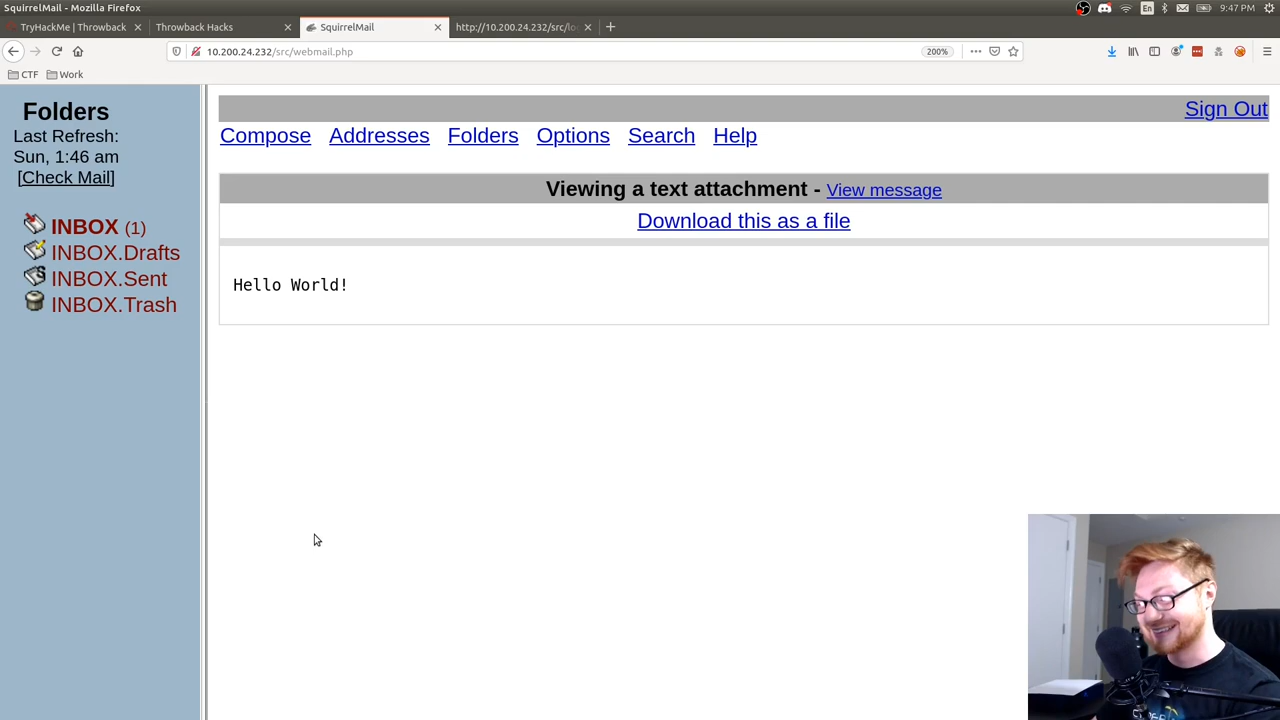 SquirrelMail - Mozilla Firefox
En
9:47 PM
TryHackMe | Throwback
Throwback Hacks
SquirrelMail
http://10.200.24.232/src/lo
10.200.24.232/src/webmail.php
200%
CTF
Work
Folders
Last Refresh:
Sun, 1:46 am
[Check Mail]
INBOX (1)
INBOX.Drafts
INBOX.Sent
INBOX.Trash
Sign Out
Compose Addresses Folders Options Search Help
Viewing a text attachment - View message
Download this as a file
Hello World!